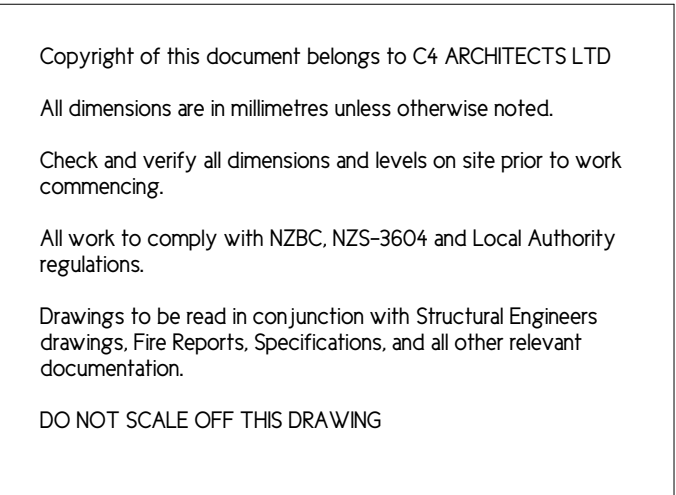 Copyright of this document belongs to C4 ARCHITECTS LTD
All dimensions are in millimetres unless otherwise noted.
Check and verify all dimensions and levels on site prior to work
commencing.
All work to comply with NZBC, NZS-3604 and Local Authority
regulations.
Drawings to be read in conjunction with Structural Engineers
drawings, Fire Reports, Specifications, and all other relevant
documentation.
DO NOT SCALE OFF THIS DRAWING